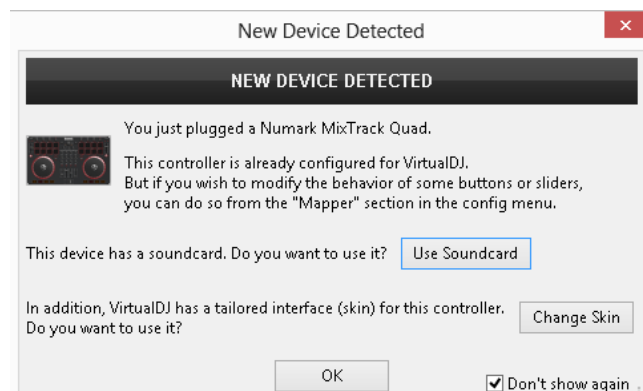 New Device Detected
NEW DEVICE DETECTED
You just plugged a Numark MixTrack Quad.
This controller is already configured for VirtualDJ.
But if you wish to modify the behavior of some buttons or sliders,
you can do so from the "Mapper" section in the config menu.
This device has a soundcard. Do you want to use it?
Use Soundcard
In addition, VirtualDJ has a tailored interface (skin) for this controller.
Do you want to use it?
Change Skin
OK
Don't show again